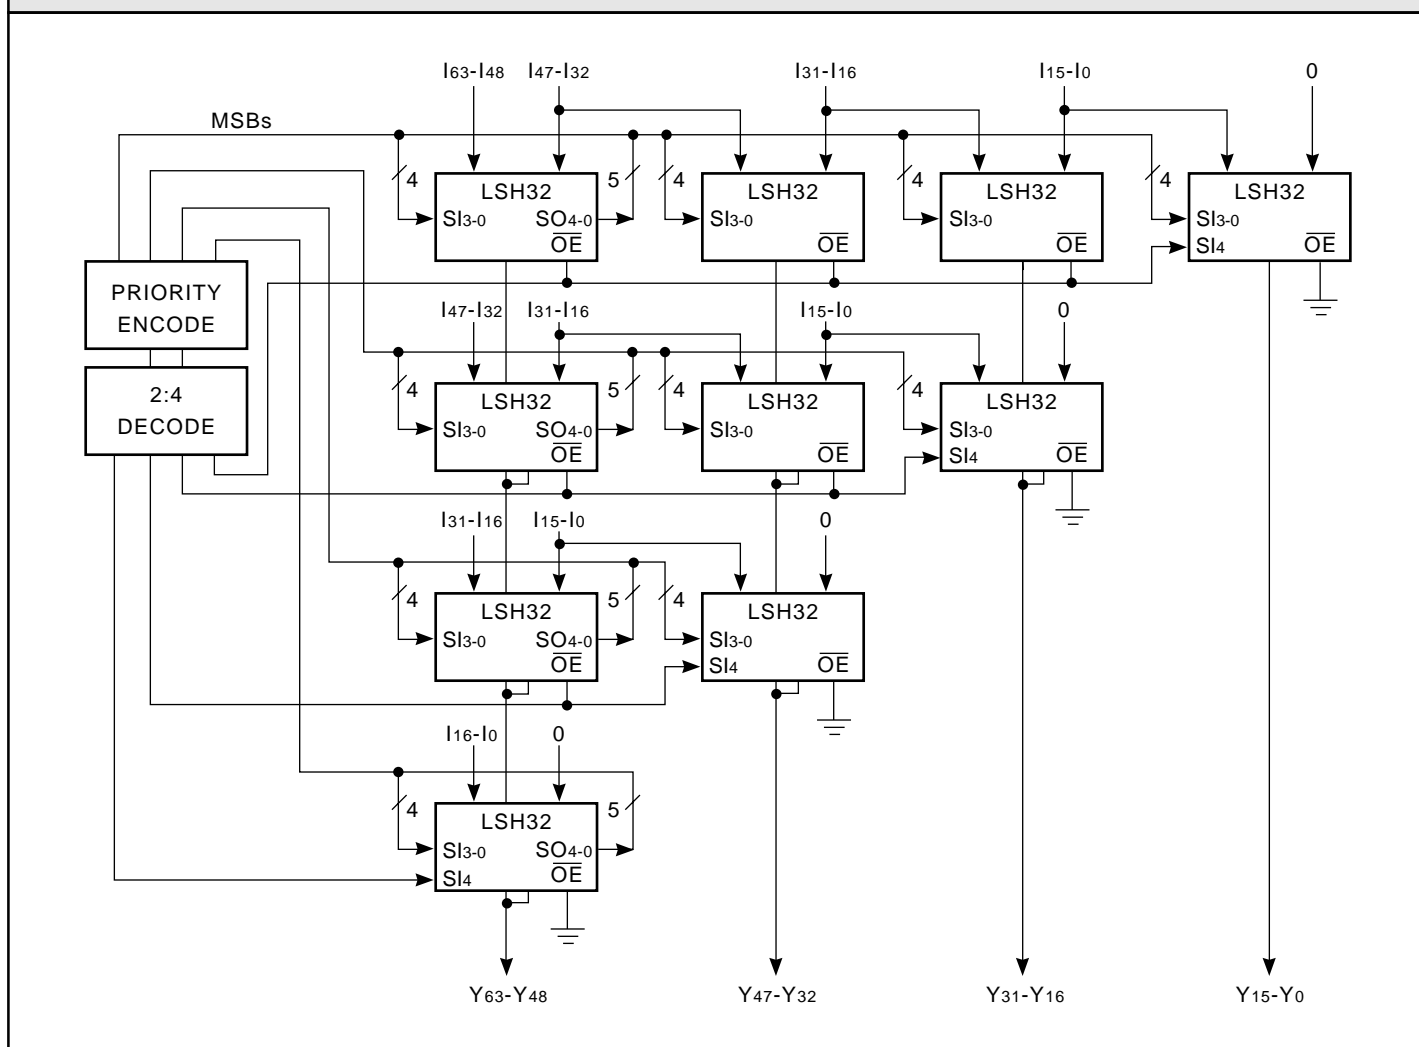 I63-I48 I47-I32 I31-I16 I15-I0 0
MSBs
4 LSH32 SI3-0 SO4-0 OE 5
4 LSH32 SI3-0 OE
4 LSH32 SI3-0 OE
4 LSH32 SI3-0 SI4 OE
PRIORITY
ENCODE
2:4
DECODE
I47-I32 I31-I16 I15-I0 0
4 LSH32 SI3-0 SO4-0 OE 5
4 LSH32 SI3-0 OE
4 LSH32 SI3-0 SI4 OE
I31-I16 I15-I0 0
4 LSH32 SI3-0 SO4-0 OE 5
4 LSH32 SI3-0 SI4 OE
I16-I0 0
4 LSH32 SI3-0 SO4-0 SI4 OE 5
Y63-Y48 Y47-Y32 Y31-Y16 Y15-Y0